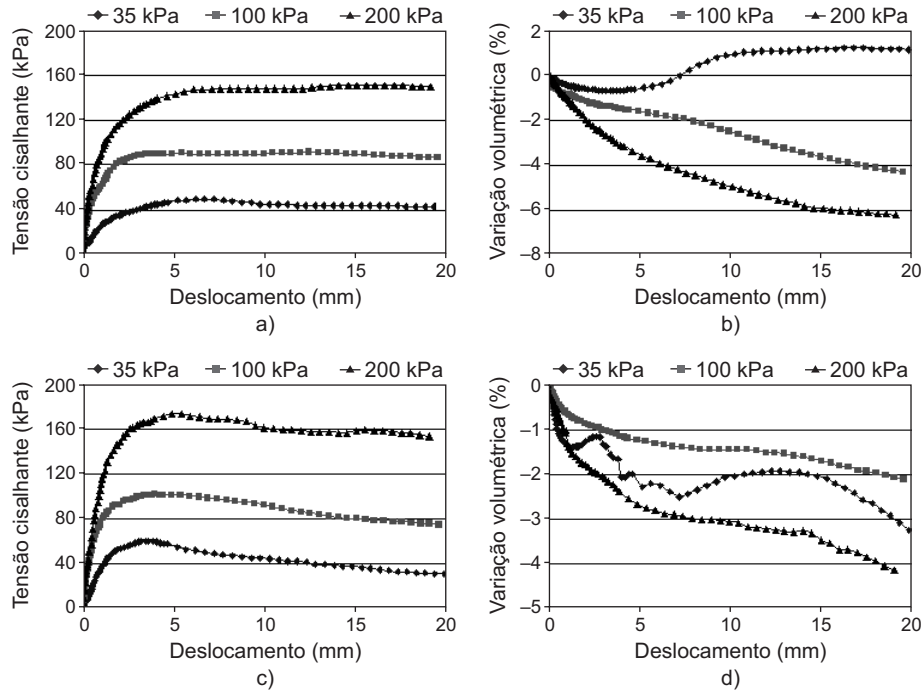 35 kPa 100 kPa 200 kPa
Tensão cisalhante (kPa)
200
160
120
80
40
0
0 5 10 15 20
Deslocamento (mm)
a)
35 kPa 100 kPa 200 kPa
Variação volumétrica (%)
2
0
–2
–4
–6
–8
0 5 10 15 20
Deslocamento (mm)
b)
35 kPa 100 kPa 200 kPa
Tensão cisalhante (kPa)
200
160
120
80
40
0
0 5 10 15 20
Deslocamento (mm)
c)
35 kPa 100 kPa 200 kPa
Variação volumétrica (%)
0
–1
–2
–3
–4
–5
0 5 10 15 20
Deslocamento (mm)
d)